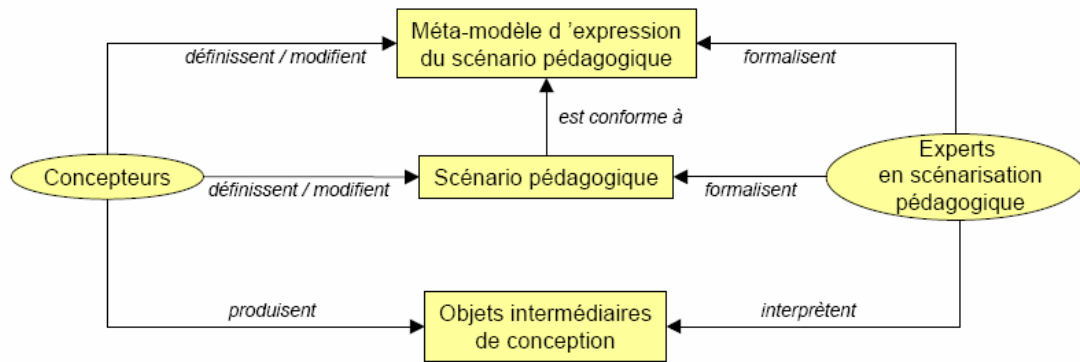 Méta-modèle d ’expression
du scénario pédagogique
définissent / modifient
formalisent
est conforme à
Concepteurs
définissent / modifient
Scénario pédagogique
formalisent
Experts
en scénarisation
pédagogique
produisent
Objets intermédiaires
de conception
interprètent